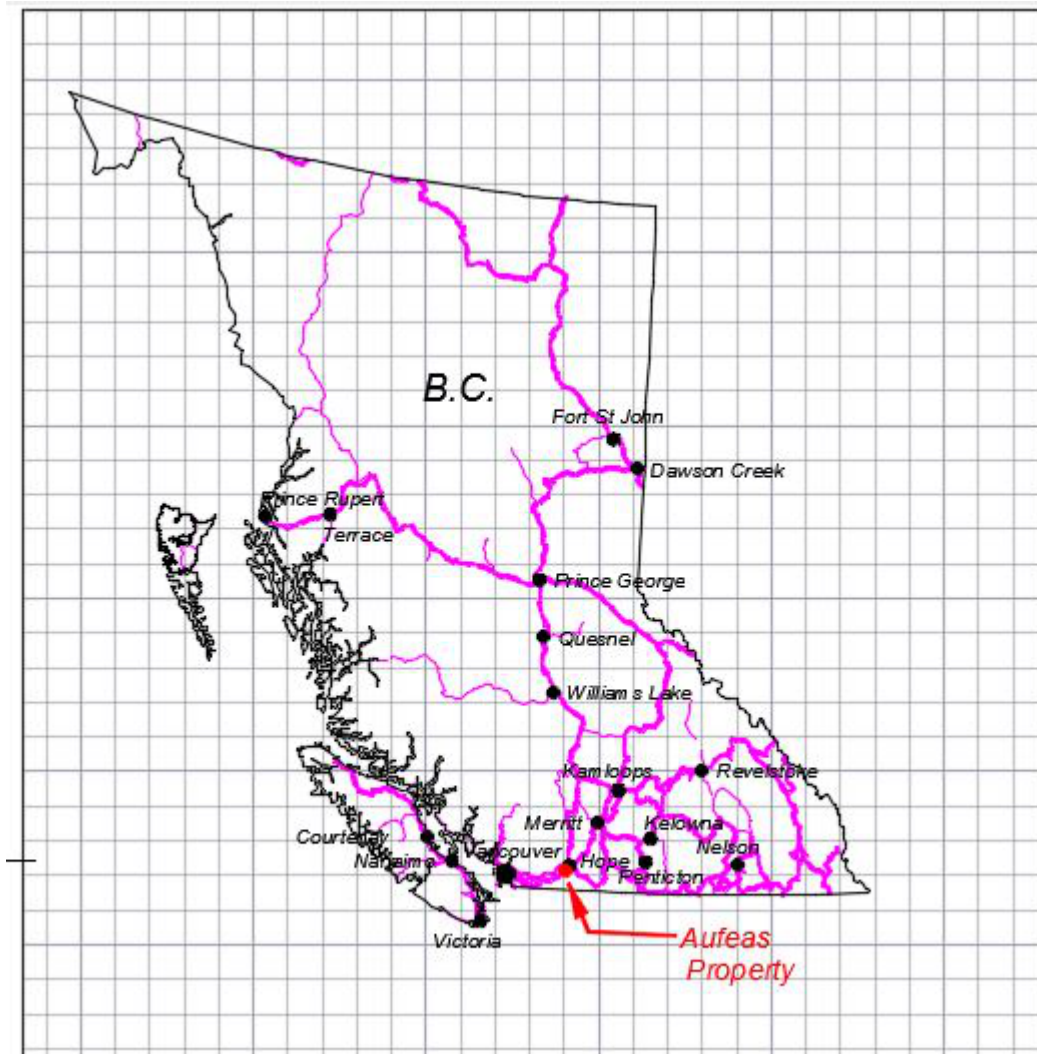 B.C.
Fort St John
Dawson Creek
Prince Rupert
Terrace
Prince George
Quesnel
Williams Lake
Kamloops
Revelstoke
Merritt
Kelowna
Courtenay
Vancouver
Nelson
Nanaimo
Hope
Penticton
Victoria
Aufeas
Property